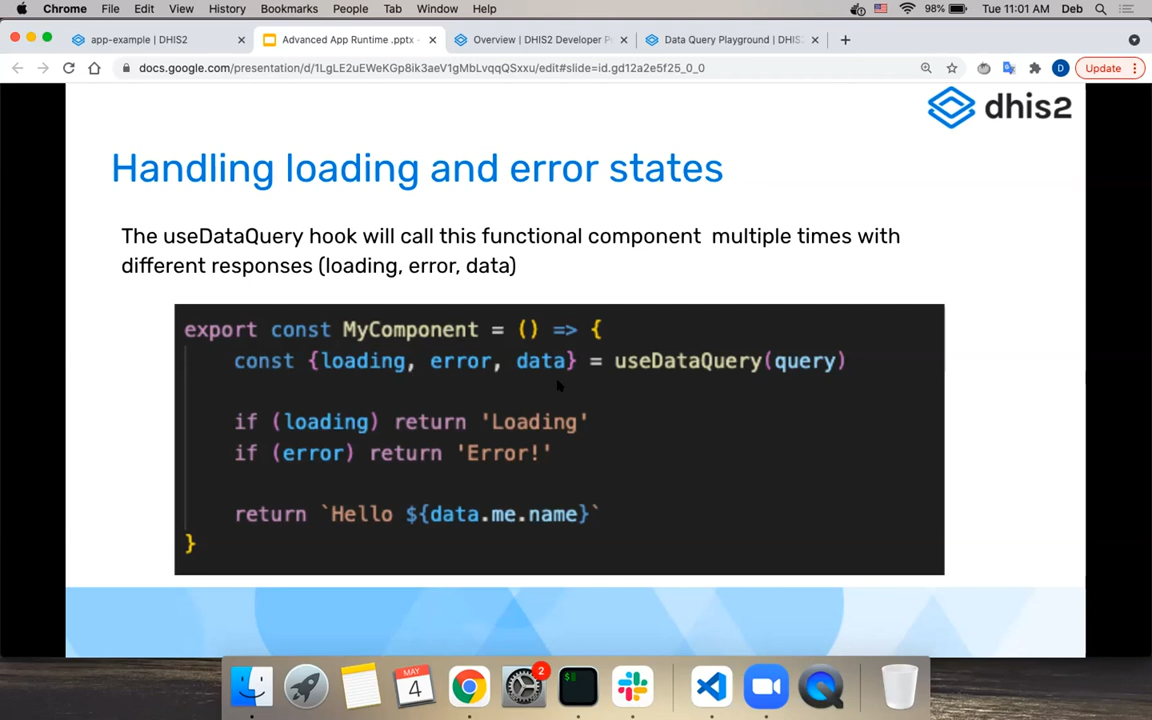 Chrome File Edit View History Bookmarks People Tab Window Help 98% Tue 11:01 AM Deb
app-example | DHIS2
Advanced App Runtime .pptx -
Overview | DHIS2 Developer P
Data Query Playground | DHIS
docs.google.com/presentation/d/1LgLE2uEWeKGp8ik3aeV1gMbLvqqQSxxu/edit#slide=id.gd12a2e5f25_0_0
D
Update
dhis2
Handling loading and error states
The useDataQuery hook will call this functional component multiple times with
different responses (loading, error, data)
export const MyComponent = () => {
const {loading, error, data} = useDataQuery(query)
if (loading) return 'Loading'
if (error) return 'Error!'
return `Hello ${data.me.name}`
}
MAY
4
2
$